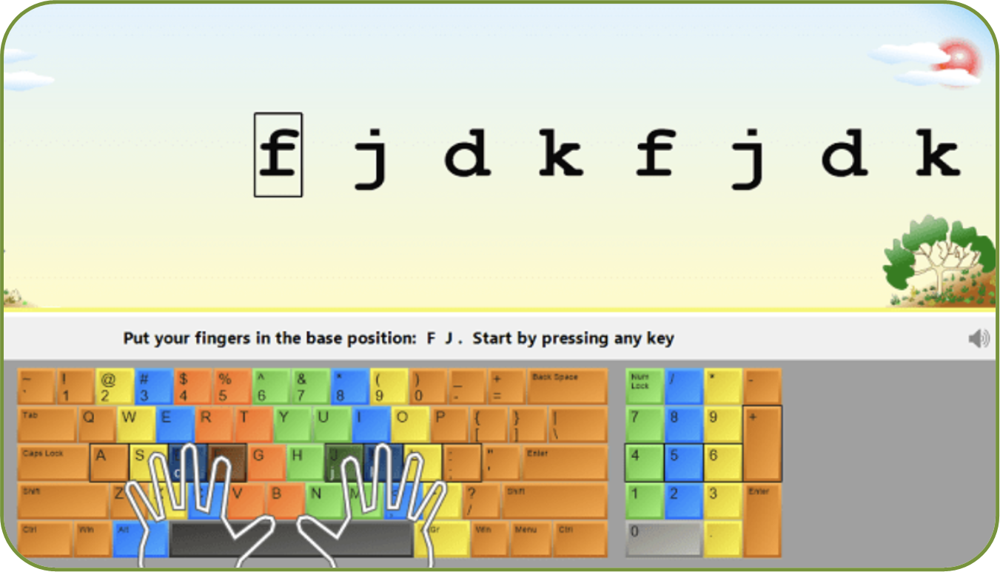 f j d k f j d k
Put your fingers in the base position: F J . Start by pressing any key
~ ! @ # $ % ^ & * ( ) _ + Back Space
` 1 2 3 4 5 6 7 8 9 0 - =
Tab Q W E R T Y U I O P { } |
[ ] \
Caps Lock A S G H J : " Enter
j ; '
Shift Z V B N M ? Shift
/
Ctrl Win Alt Gr Win Menu Ctrl
Num Lock / * -
7 8 9 +
4 5 6
1 2 3 Enter
0 .